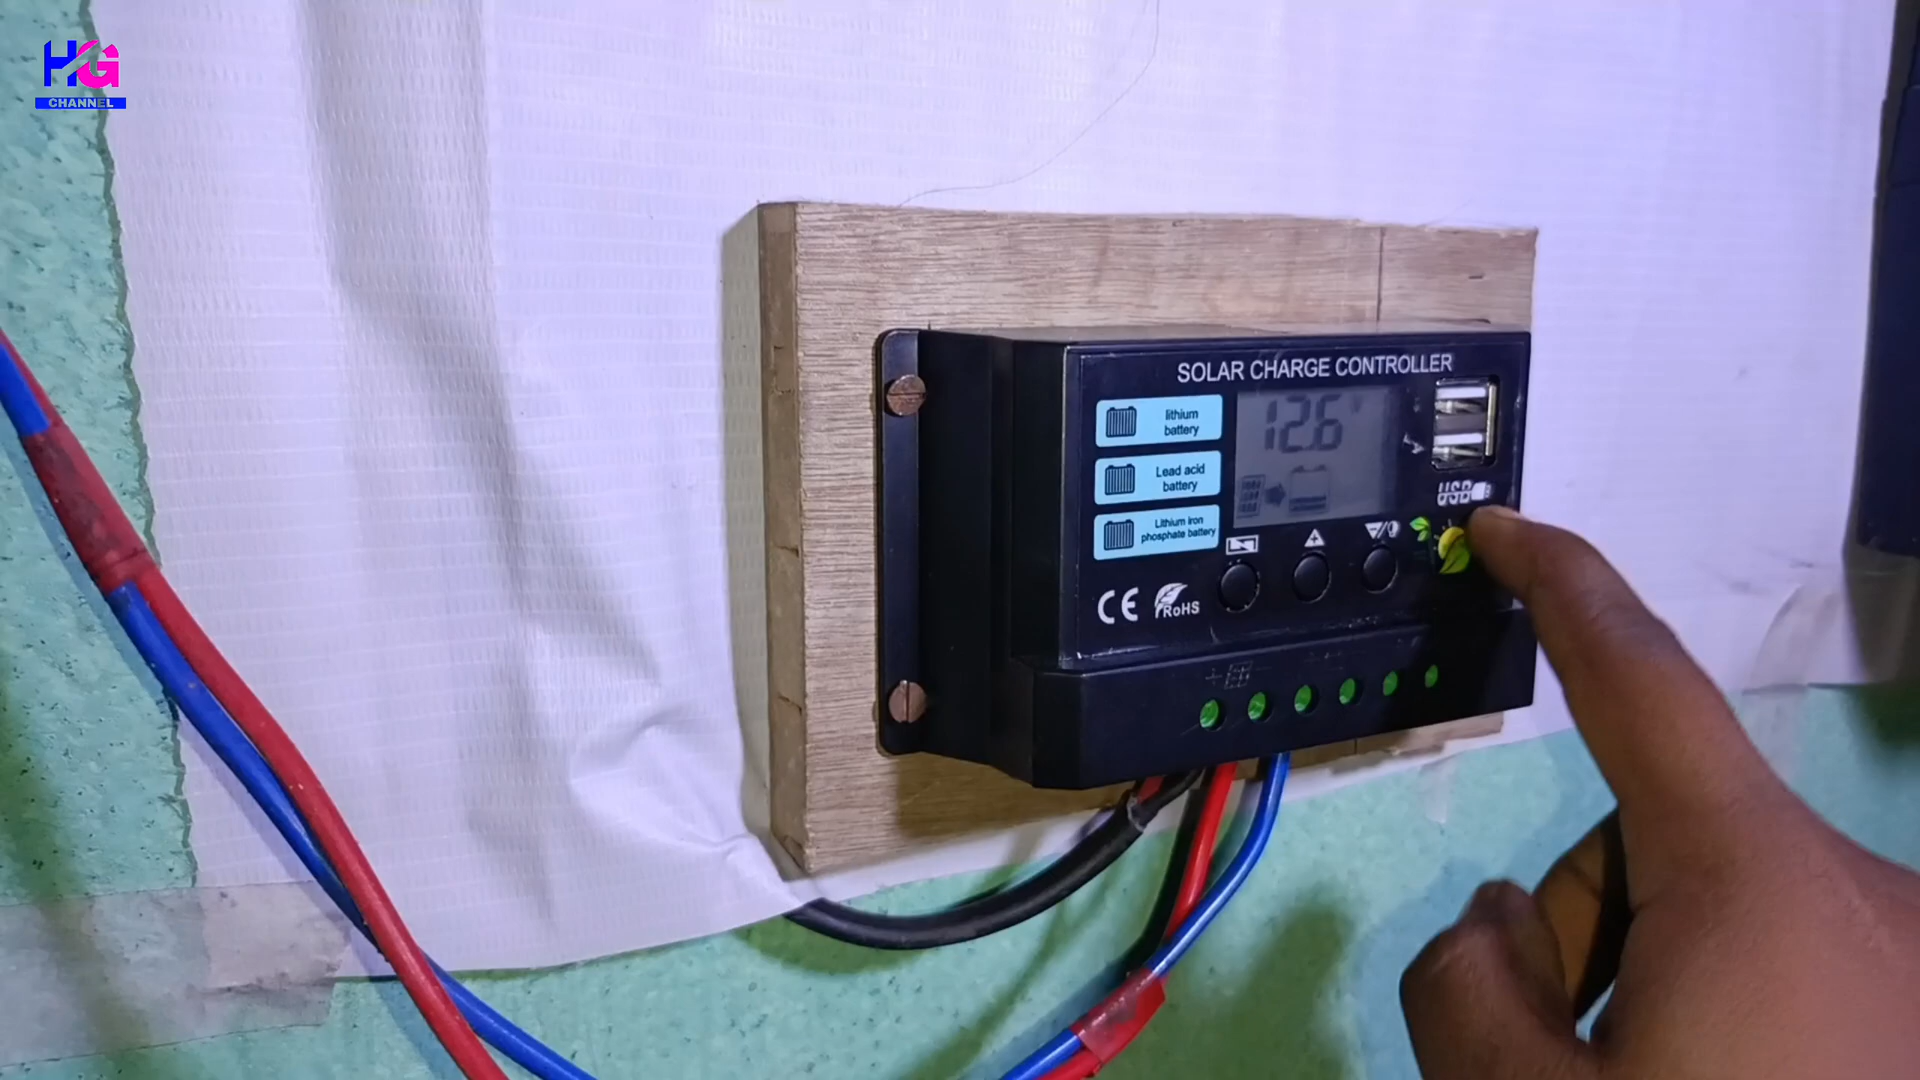 HG
CHANNEL
SOLAR CHARGE CONTROLLER
lithium
battery
12.6
Lead acid
battery
USB
Lithium iron
phosphate battery
CE
RoHS